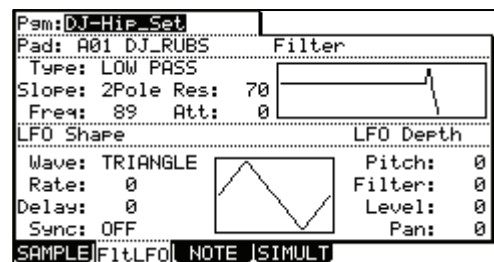 Pgm:DJ-Hip_Set
Pad: A01 DJ_RUBS Filter
Type: LOW PASS
Slope: 2Pole Res: 70
Freq: 89 Att: 0
LFO Shape LFO Depth
Wave: TRIANGLE Pitch: 0
Rate: 0 Filter: 0
Delay: 0 Level: 0
Sync: OFF Pan: 0
SAMPLE FltLFO NOTE SIMULT